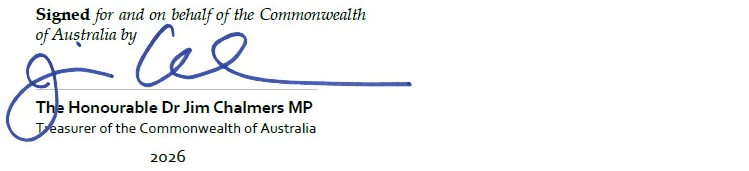 Signed for and on behalf of the Commonwealth
of Australia by
The Honourable Dr Jim Chalmers MP
Treasurer of the Commonwealth of Australia
2026